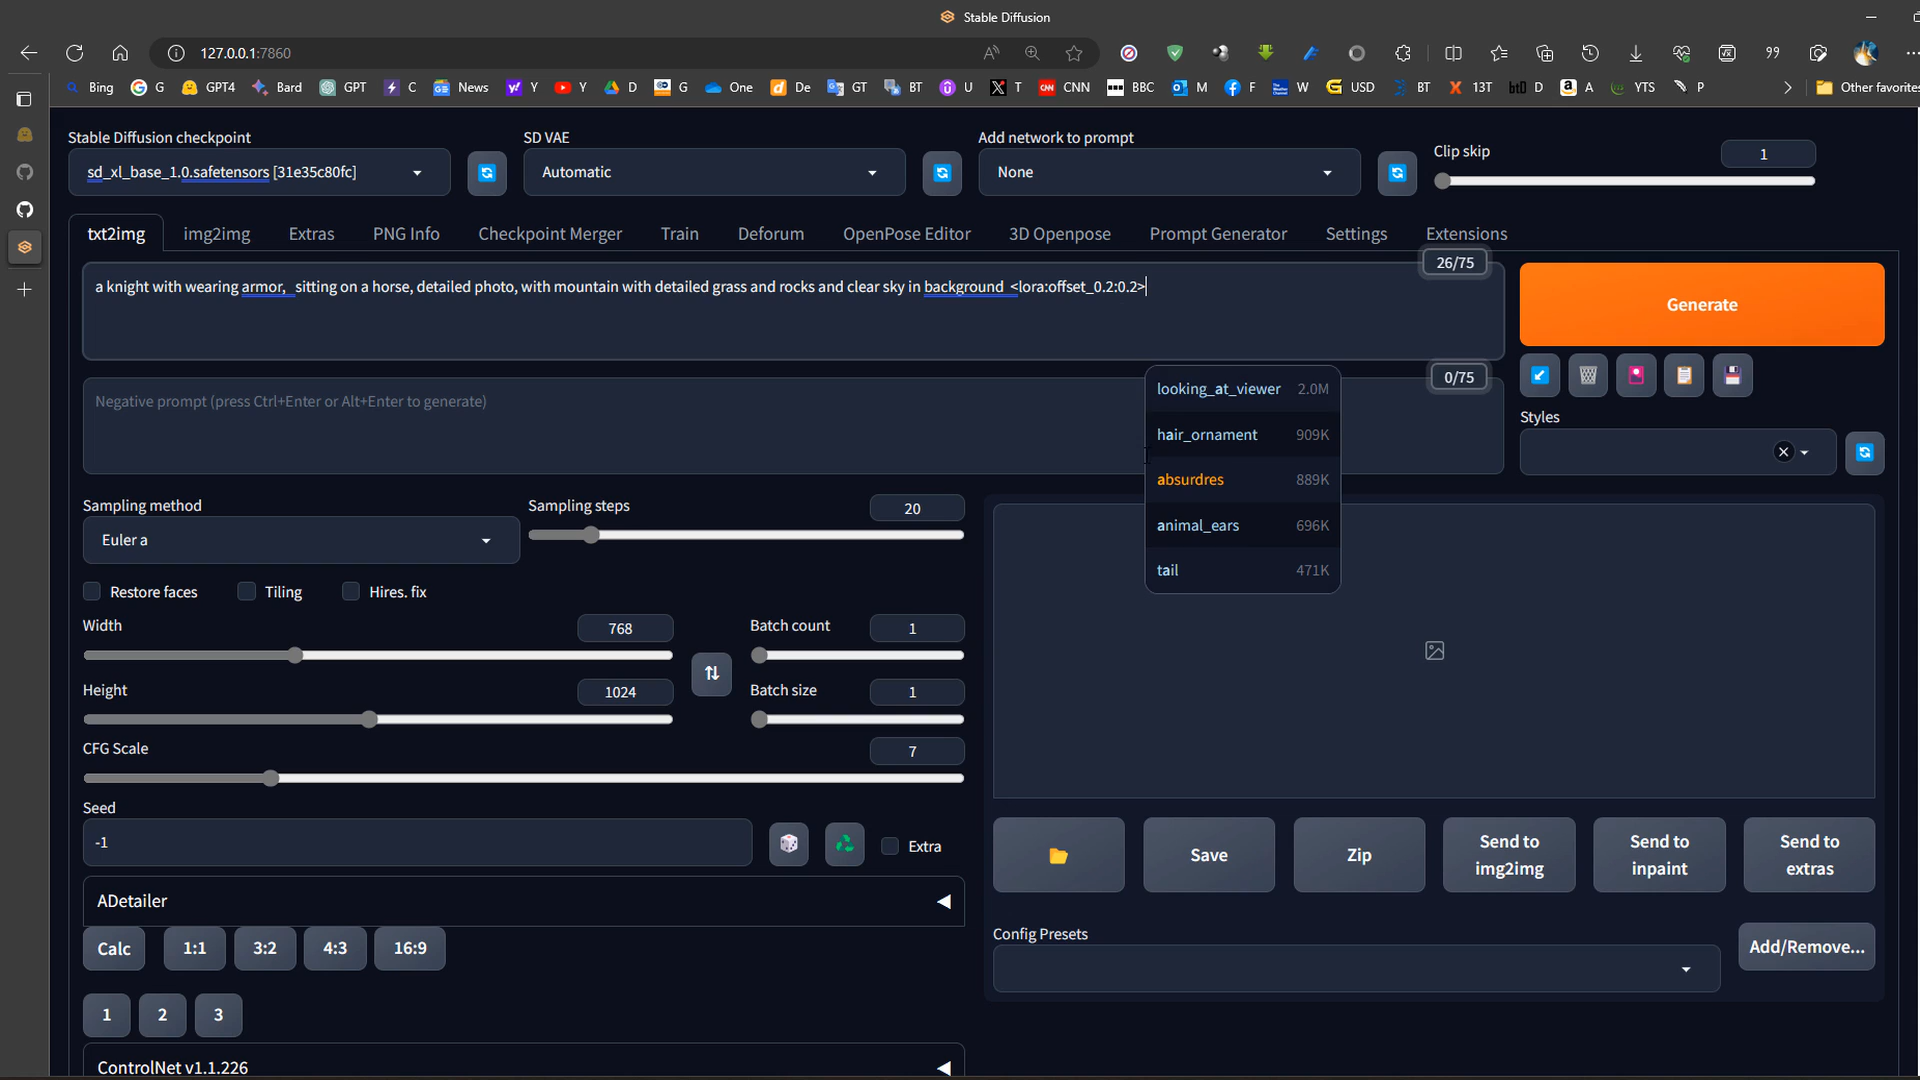 Stable Diffusion
127.0.0.1:7860
Bing G GPT4 Bard GPT C News Y Y D G One De GT BT U T CNN BBC M F W USD BT 13T D A YTS P Other favorites
Stable Diffusion checkpoint
sd_xl_base_1.0.safetensors [31e35c80fc]
SD VAE
Automatic
Add network to prompt
None
Clip skip
1
txt2img img2img Extras PNG Info Checkpoint Merger Train Deforum OpenPose Editor 3D Openpose Prompt Generator Settings Extensions
26/75
a knight with wearing armor,  sitting on a horse, detailed photo, with mountain with detailed grass and rocks and clear sky in background  <lora:offset_0.2:0.2>
Generate
0/75
Negative prompt (press Ctrl+Enter or Alt+Enter to generate)
looking_at_viewer 2.0M
hair_ornament 909K
absurdres 889K
animal_ears 696K
tail 471K
Styles
Sampling method
Euler a
Sampling steps
20
Restore faces
Tiling
Hires. fix
Width
768
Batch count
1
Height
1024
Batch size
1
CFG Scale
7
Seed
-1
Extra
ADetailer
Calc 1:1 3:2 4:3 16:9
1 2 3
ControlNet v1.1.226
Save
Zip
Send to
img2img
Send to
inpaint
Send to
extras
Config Presets
Add/Remove...